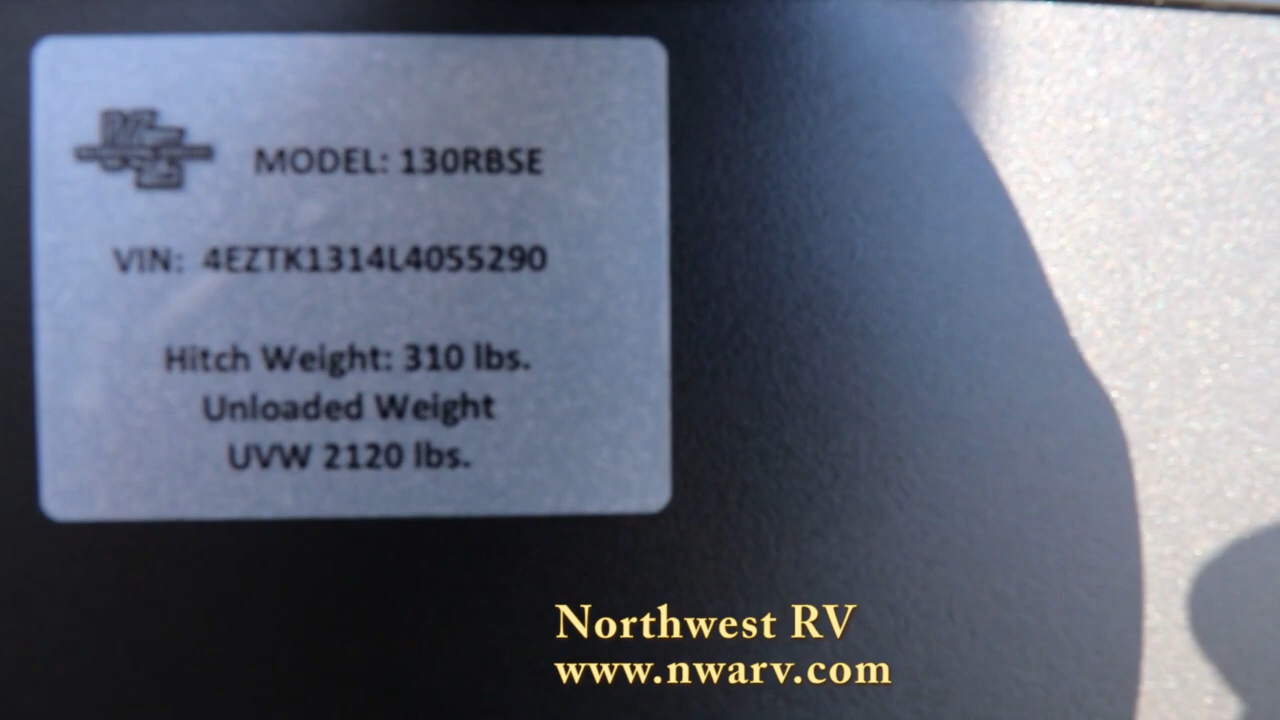 MODEL: 130RBSE
VIN: 4EZTK1314L4055290
Hitch Weight: 310 lbs.
Unloaded Weight
UVW 2120 lbs.
Northwest RV
www.nwarv.com